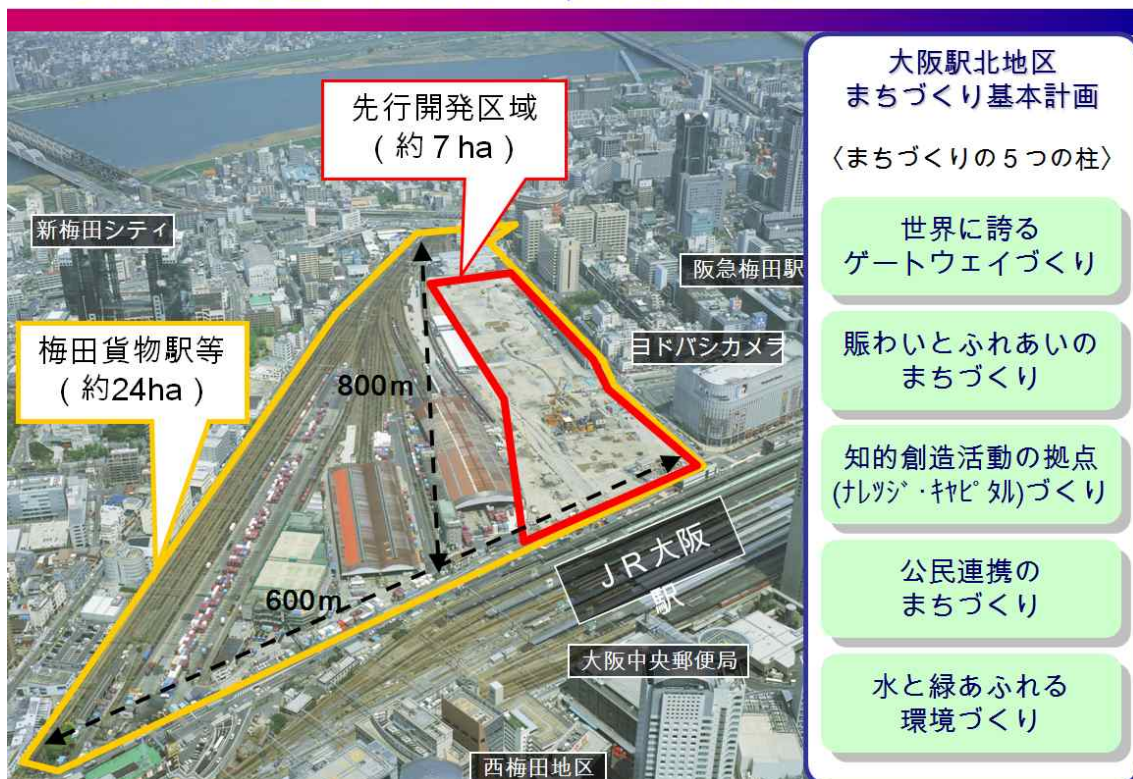 先行開発区域
(約７ha)
新梅田シティ
阪急梅田駅
ヨドバシカメラ
梅田貨物駅等
(約24ha)
800m
600m
ＪＲ大阪
駅
大阪中央郵便局
西梅田地区
大阪駅北地区
まちづくり基本計画
〈まちづくりの５つの柱〉
世界に誇る
ゲートウェイづくり
賑わいとふれあいの
まちづくり
知的創造活動の拠点
(ﾅﾚｯｼﾞ・ｷｬﾋﾟﾀﾙ)づくり
公民連携の
まちづくり
水と緑あふれる
環境づくり